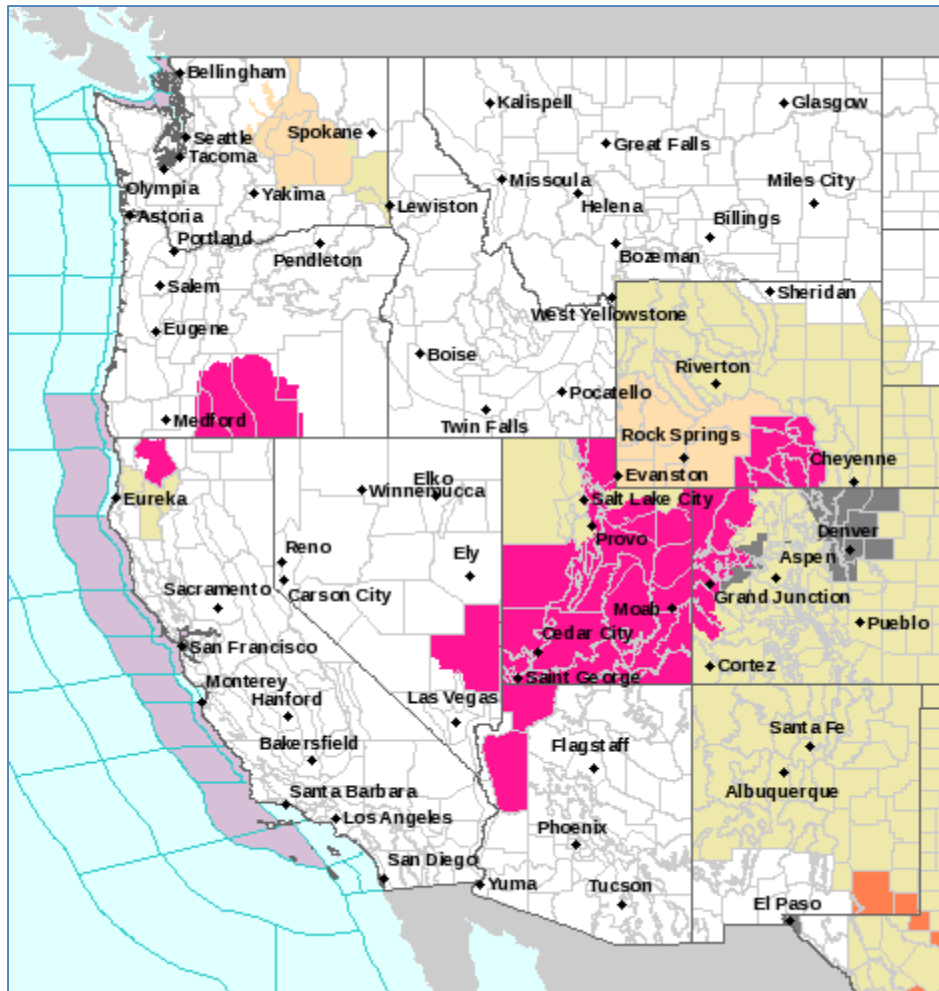 Bellingham
Kalispell
Glasgow
Seattle
Spokane
Great Falls
Tacoma
Olympia
Yakima
Missoula
Miles City
Lewiston
Helena
Astoria
Billings
Portland
Pendleton
Bozeman
Salem
Sheridan
West Yellowstone
Eugene
Boise
Riverton
Pocatello
Medford
Twin Falls
Rock Springs
Cheyenne
Evanston
Elko
Winnemucca
Eureka
Salt Lake City
Provo
Denver
Reno
Ely
Aspen
Sacramento
Carson City
Grand Junction
Moab
Pueblo
Cedar City
San Francisco
Cortez
Saint George
Monterey
Hanford
Las Vegas
Santa Fe
Bakersfield
Flagstaff
Albuquerque
Santa Barbara
Los Angeles
Phoenix
San Diego
Yuma
Tucson
El Paso